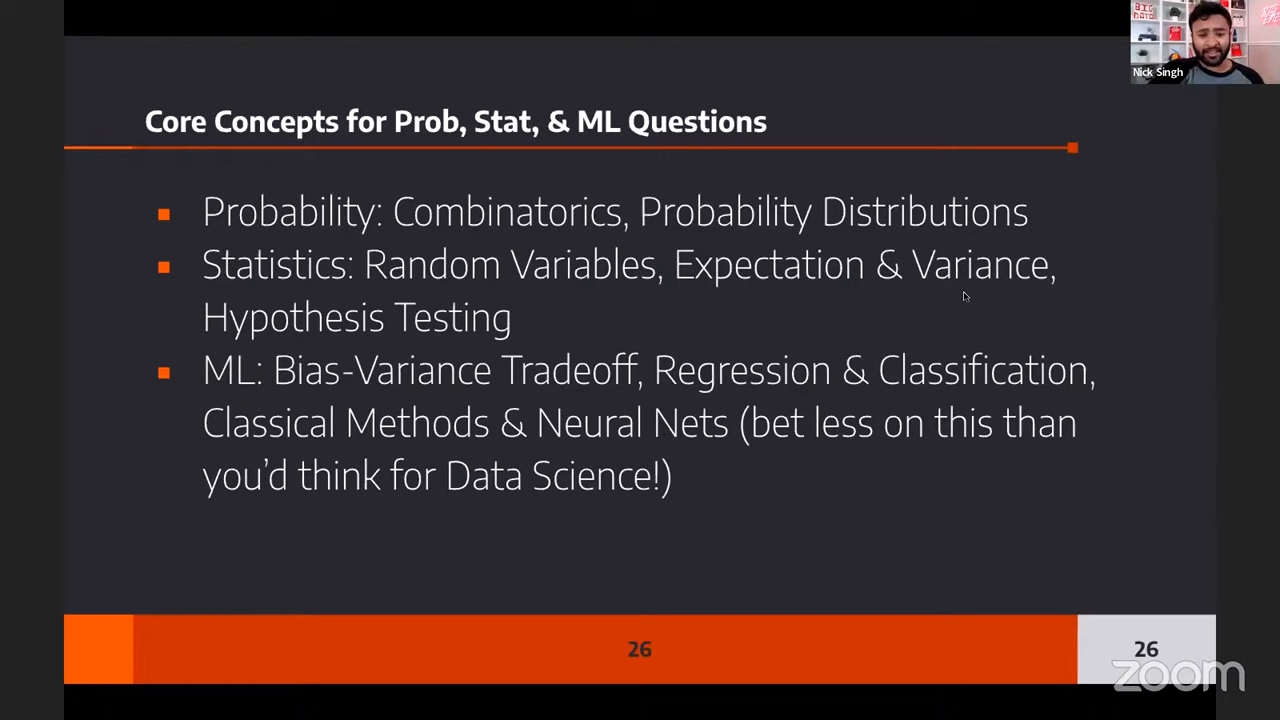 BIG
DATA
Nick Singh
Core Concepts for Prob, Stat, & ML Questions
Probability: Combinatorics, Probability Distributions
Statistics: Random Variables, Expectation & Variance,
Hypothesis Testing
ML: Bias-Variance Tradeoff, Regression & Classification,
Classical Methods & Neural Nets (bet less on this than
you'd think for Data Science!)
26
26
zoom